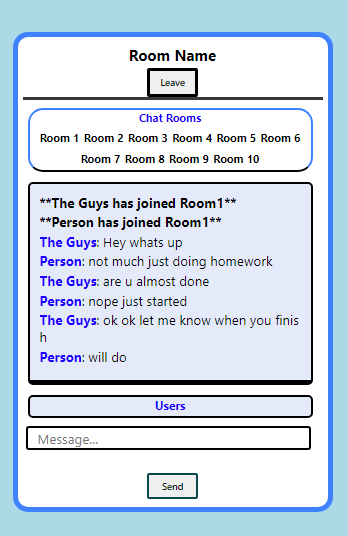 Room Name
Leave
Chat Rooms
Room 1 Room 2 Room 3 Room 4 Room 5 Room 6
Room 7 Room 8 Room 9 Room 10
**The Guys has joined Room1**
**Person has joined Room1**
The Guys: Hey whats up
Person: not much just doing homework
The Guys: are u almost done
Person: nope just started
The Guys: ok ok let me know when you finis
h
Person: will do
Users
Message...
Send